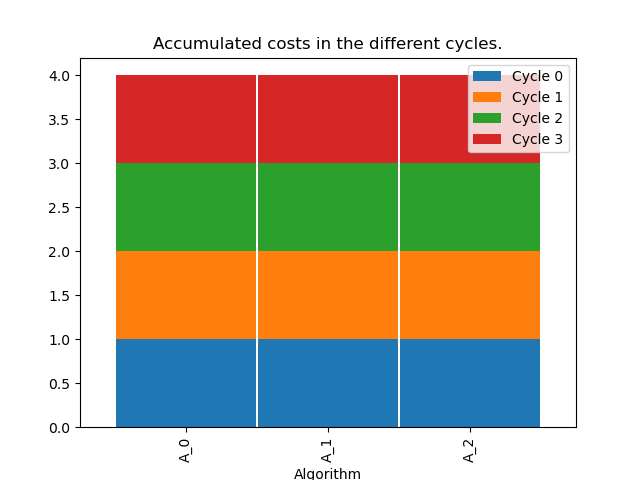 Accumulated costs in the different cycles.
4.0
3.5
3.0
2.5
2.0
1.5
1.0
0.5
0.0
Cycle 0
Cycle 1
Cycle 2
Cycle 3
A_0
A_1
A_2
Algorithm